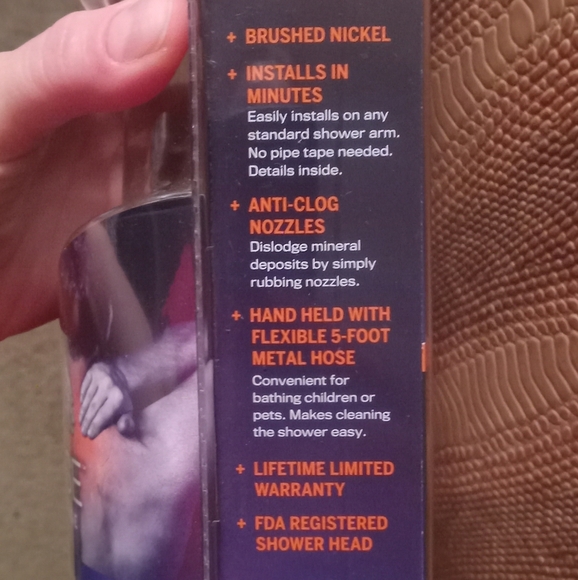 + BRUSHED NICKEL
+ INSTALLS IN
MINUTES
Easily installs on any
standard shower arm.
No pipe tape needed.
Details inside.
+ ANTI-CLOG
NOZZLES
Dislodge mineral
deposits by simply
rubbing nozzles.
+ HAND HELD WITH
FLEXIBLE 5-FOOT
METAL HOSE
Convenient for
bathing children or
pets. Makes cleaning
the shower easy.
+ LIFETIME LIMITED
WARRANTY
+ FDA REGISTERED
SHOWER HEAD